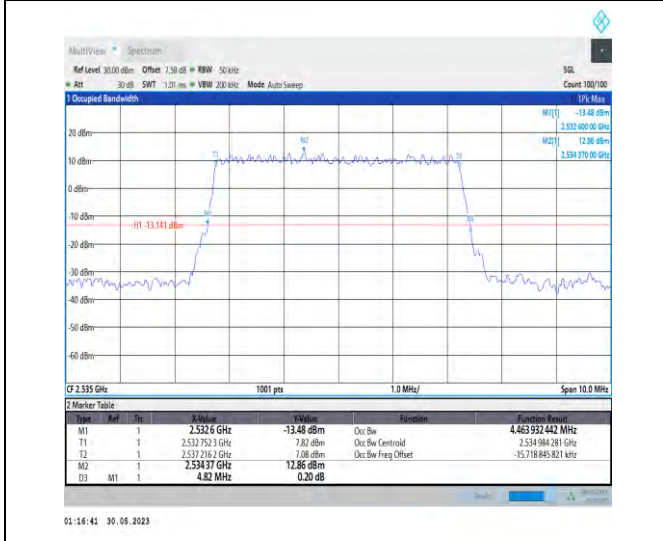 MultiView Spectrum
Ref Level 30.00 dBm Offset 7.59 dB RBW 50 kHz SGL
Att 30 dB SWT 1.01 ms VBW 200 kHz Mode Auto Sweep Count 100/100
1 Occupied Bandwidth 1Pk Max
M1[1] -13.48 dBm
2.532 600 00 GHz
M2[1] 12.86 dBm
2.534 370 00 GHz
20 dBm
M2
T1
10 dBm
0 dBm
-10 dBm
H1 -13.141 dBm
-20 dBm
-30 dBm
-40 dBm
-50 dBm
-60 dBm
CF 2.535 GHz 1001 pts 1.0 MHz/ Span 10.0 MHz
2 Marker Table
Type Ref Trc X-Value Y-Value Function Function Result
M1 1 2.5326 GHz -13.48 dBm Occ Bw 4.463 932 442 MHz
T1 1 2.532 752 3 GHz 7.82 dBm Occ Bw Centroid 2.534 984 281 GHz
T2 1 2.537 216 2 GHz 7.08 dBm Occ Bw Freq Offset -15.718 845 821 kHz
M2 1 2.53437 GHz 12.86 dBm
D3 M1 1 4.82 MHz 0.20 dB
01:16:41 30.05.2023